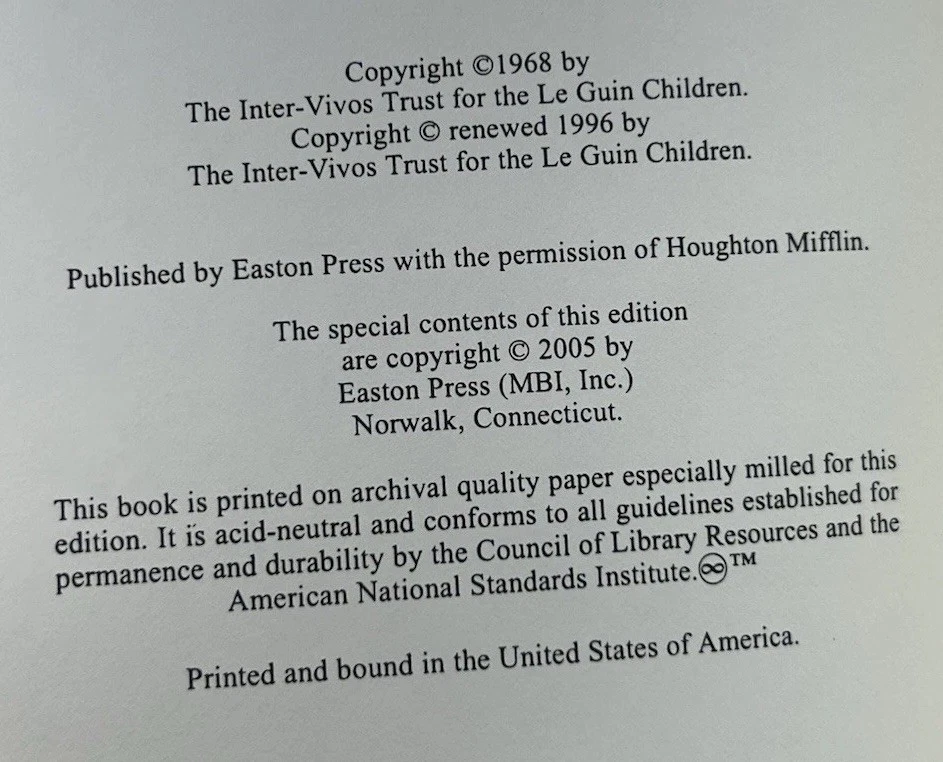 Copyright ©1968 by
The Inter-Vivos Trust for the Le Guin Children.
Copyright © renewed 1996 by
The Inter-Vivos Trust for the Le Guin Children.
Published by Easton Press with the permission of Houghton Mifflin.
The special contents of this edition
are copyright © 2005 by
Easton Press (MBI, Inc.)
Norwalk, Connecticut.
This book is printed on archival quality paper especially milled for this
edition. It is acid-neutral and conforms to all guidelines established for
permanence and durability by the Council of Library Resources and the
American National Standards Institute.♾™
Printed and bound in the United States of America.